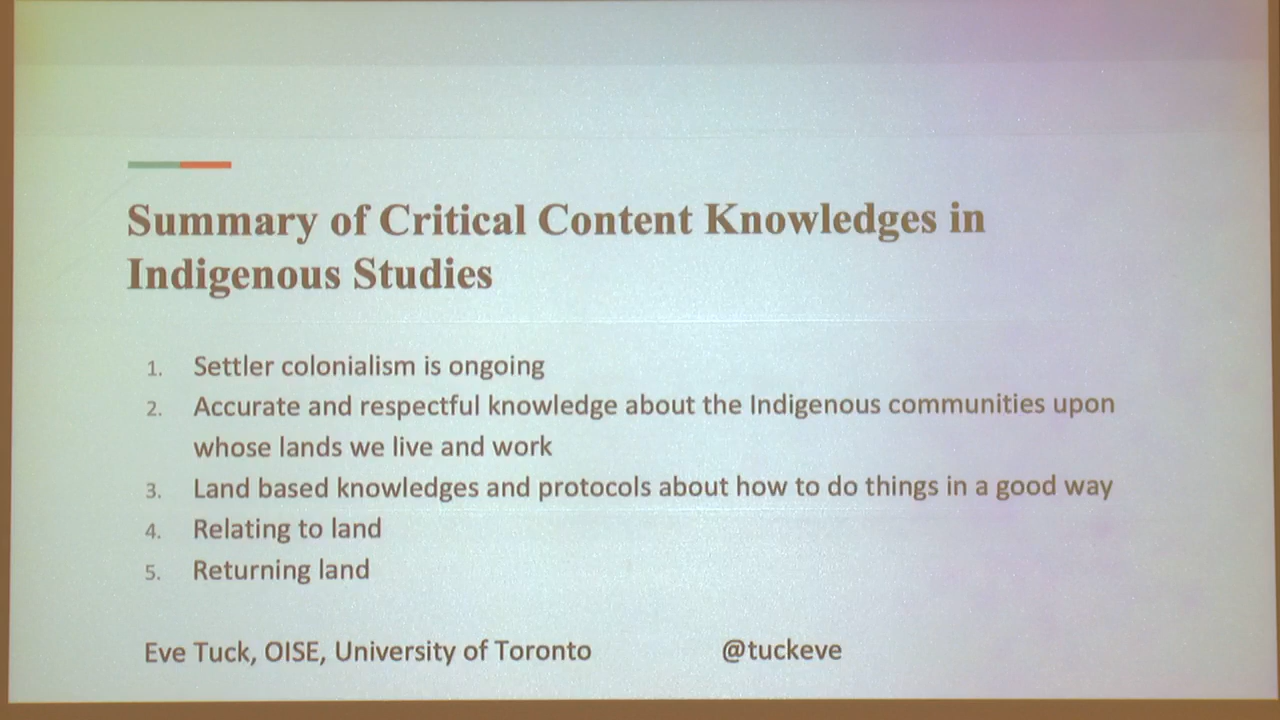 Summary of Critical Content Knowledges in
Indigenous Studies
1. Settler colonialism is ongoing
2. Accurate and respectful knowledge about the Indigenous communities upon
whose lands we live and work
3. Land based knowledges and protocols about how to do things in a good way
4. Relating to land
5. Returning land
Eve Tuck, OISE, University of Toronto @tuckeve